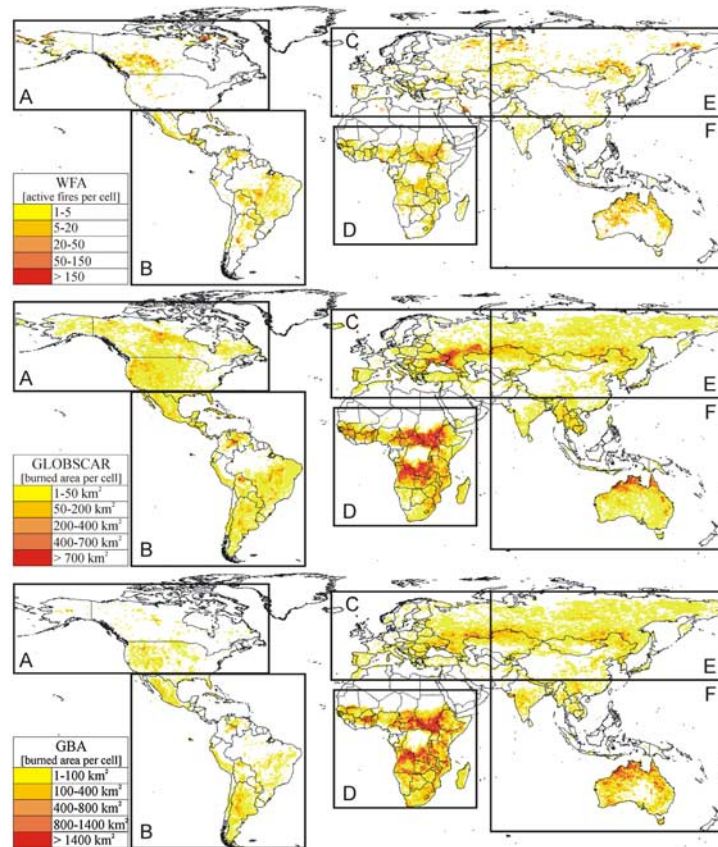 C
A
E
F
WFA
[active fires per cell]
1-5
5-20
20-50
50-150
> 150
D
B
C
A
E
F
GLOBSCAR
[burned area per cell]
1-50 km²
50-200 km²
200-400 km²
400-700 km²
> 700 km²
D
B
C
A
E
F
GBA
[burned area per cell]
1-100 km²
100-400 km²
400-800 km²
800-1400 km²
> 1400 km²
D
B